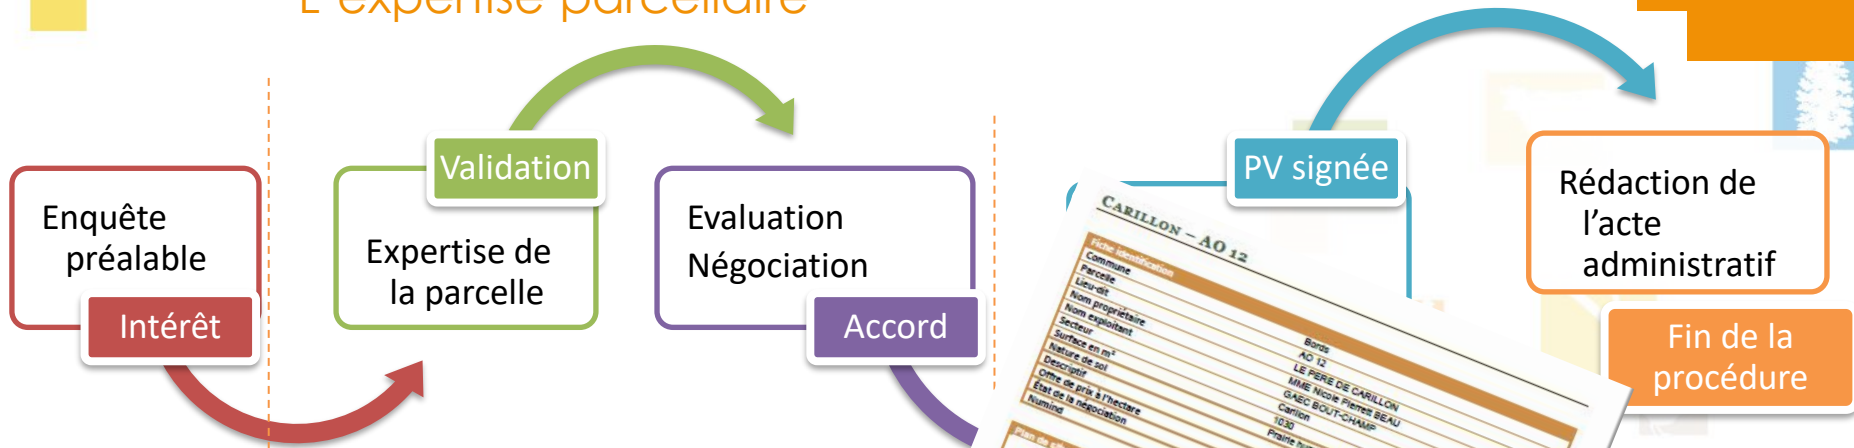 L'expertise parcellaire
Enquête
préalable
Intérêt
Validation
Expertise de
la parcelle
Evaluation
Négociation
Accord
PV signée
CARILLON – AO 12
Fiche identification
Commune
Parcelle
Lieu-dit
Nom propriétaire
Nom exploitant
Secteur
Surface en m²
Nature de sol
Descriptif
Offre de prix à l'hectare
État de la négociation
Numind
Bords
AO 12
LE PERE DE CARILLON
MME Nicole Pierrett BEAU
GAEC BOUT-CHAMP
Carillon
1030
Prairie
Plan de
Rédaction de
l'acte
administratif
Fin de la
procédure